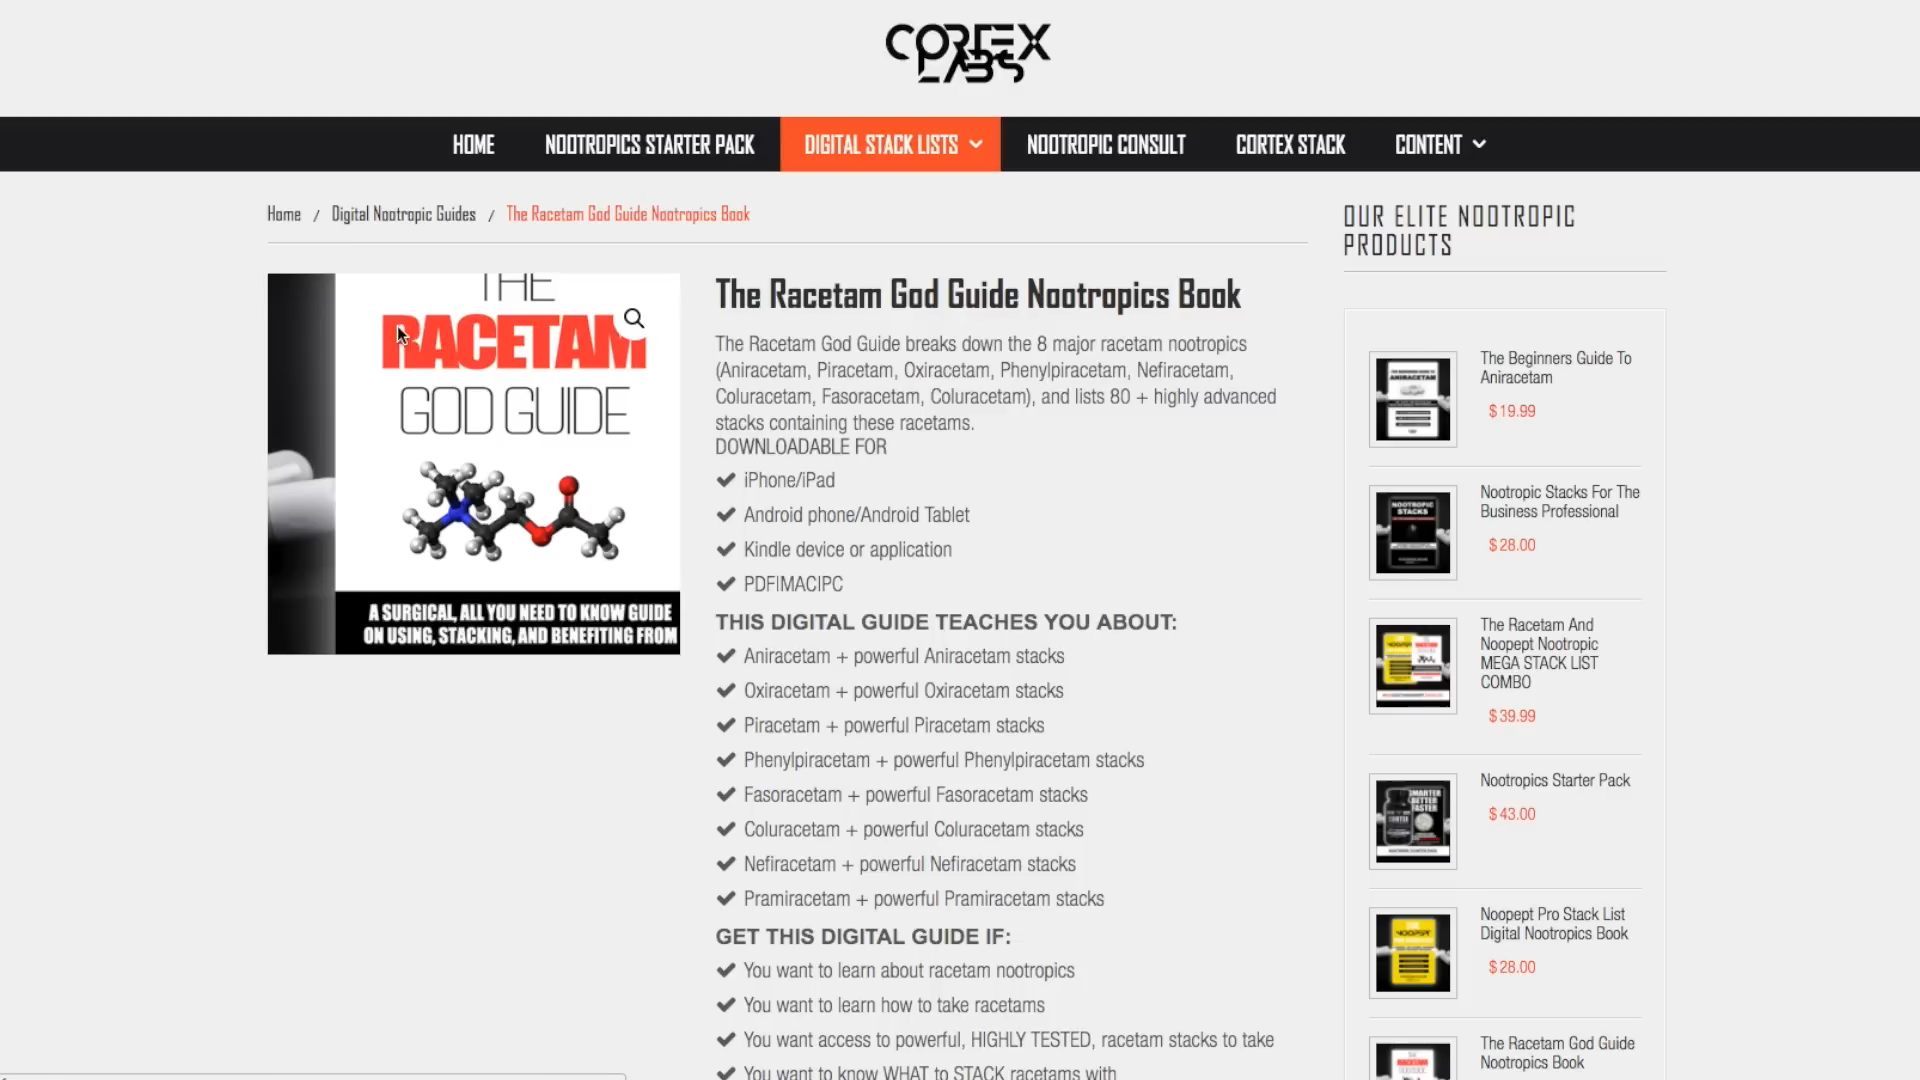 CORTEX
LABS
HOME
NOOTROPICS STARTER PACK
DIGITAL STACK LISTS
NOOTROPIC CONSULT
CORTEX STACK
CONTENT
Home / Digital Nootropic Guides / The Racetam God Guide Nootropics Book
THE
RACETAM
GOD GUIDE
A SURGICAL, ALL YOU NEED TO KNOW GUIDE
ON USING, STACKING, AND BENEFITING FROM
The Racetam God Guide Nootropics Book
The Racetam God Guide breaks down the 8 major racetam nootropics
(Aniracetam, Piracetam, Oxiracetam, Phenylpiracetam, Nefiracetam,
Coluracetam, Fasoracetam, Coluracetam), and lists 80 + highly advanced
stacks containing these racetams.
DOWNLOADABLE FOR
iPhone/iPad
Android phone/Android Tablet
Kindle device or application
PDF|MAC|PC
THIS DIGITAL GUIDE TEACHES YOU ABOUT:
Aniracetam + powerful Aniracetam stacks
Oxiracetam + powerful Oxiracetam stacks
Piracetam + powerful Piracetam stacks
Phenylpiracetam + powerful Phenylpiracetam stacks
Fasoracetam + powerful Fasoracetam stacks
Coluracetam + powerful Coluracetam stacks
Nefiracetam + powerful Nefiracetam stacks
Pramiracetam + powerful Pramiracetam stacks
GET THIS DIGITAL GUIDE IF:
You want to learn about racetam nootropics
You want to learn how to take racetams
You want access to powerful, HIGHLY TESTED, racetam stacks to take
You want to know WHAT to STACK racetams with
OUR ELITE NOOTROPIC
PRODUCTS
The Beginners Guide To
Aniracetam
$19.99
NOOTROPIC
STACKS
Nootropic Stacks For The
Business Professional
$28.00
The Racetam And
Noopept Nootropic
MEGA STACK LIST
COMBO
$39.99
SMARTER
BETTER
FASTER
Nootropics Starter Pack
$43.00
NOOPEPT
Noopept Pro Stack List
Digital Nootropics Book
$28.00
RACETAM
The Racetam God Guide
Nootropics Book